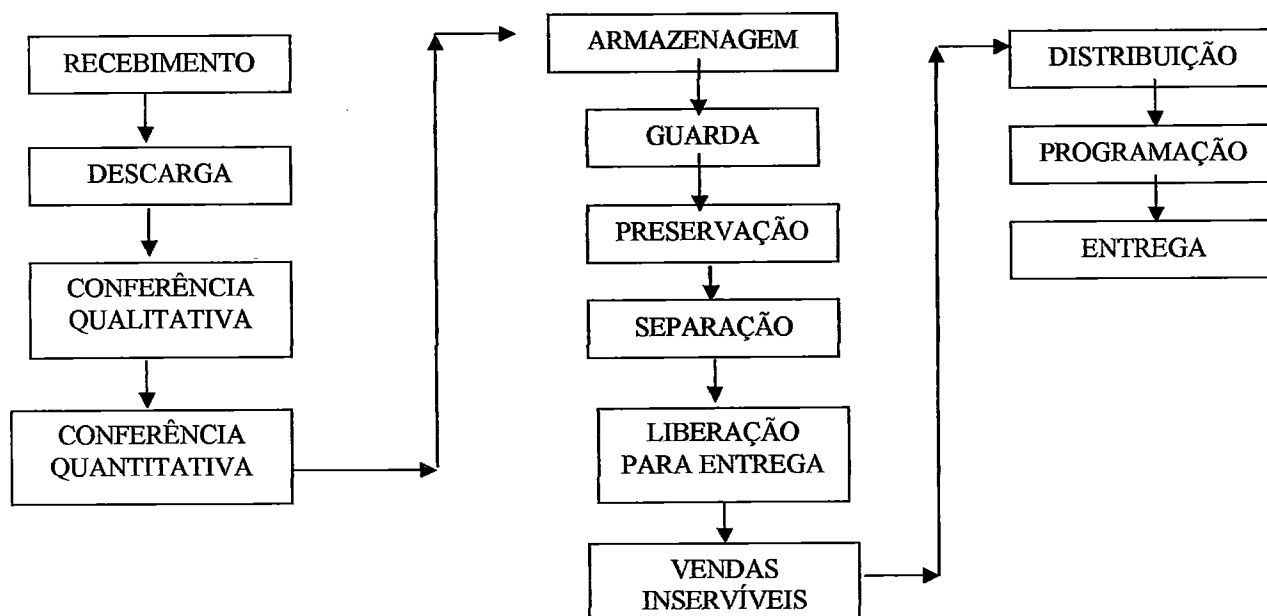 RECEBIMENTO
DESCARGA
CONFERÊNCIA
QUALITATIVA
CONFERÊNCIA
QUANTITATIVA
ARMAZENAGEM
GUARDA
PRESERVAÇÃO
SEPARAÇÃO
LIBERAÇÃO
PARA ENTREGA
VENDAS
INSERVÍVEIS
DISTRIBUIÇÃO
PROGRAMAÇÃO
ENTREGA